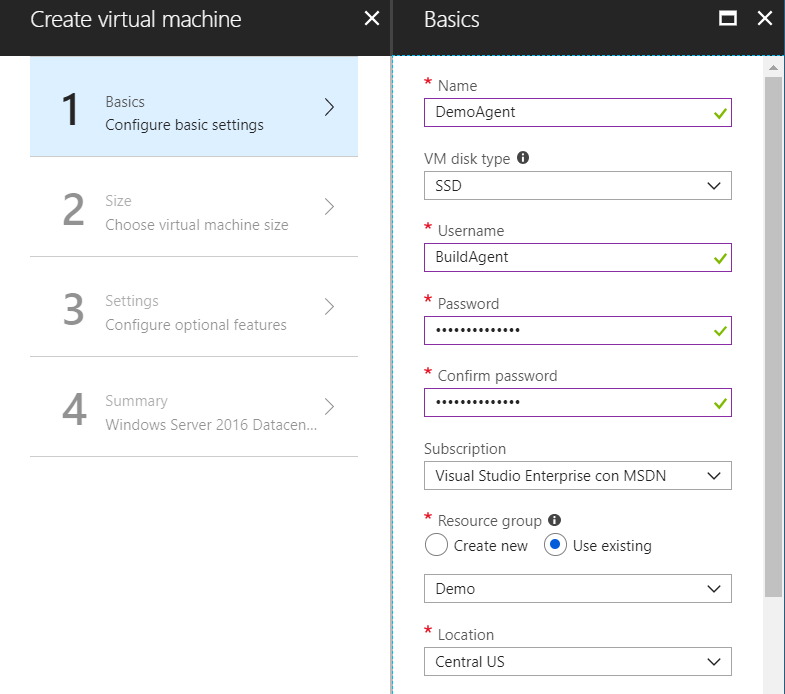 Create virtual machine
1
Basics
Configure basic settings
2
Size
Choose virtual machine size
3
Settings
Configure optional features
4
Summary
Windows Server 2016 Datacen...
Basics
* Name
DemoAgent
VM disk type
SSD
* Username
BuildAgent
* Password
••••••••••••••
* Confirm password
••••••••••••••
Subscription
Visual Studio Enterprise con MSDN
* Resource group
Create new Use existing
Demo
* Location
Central US